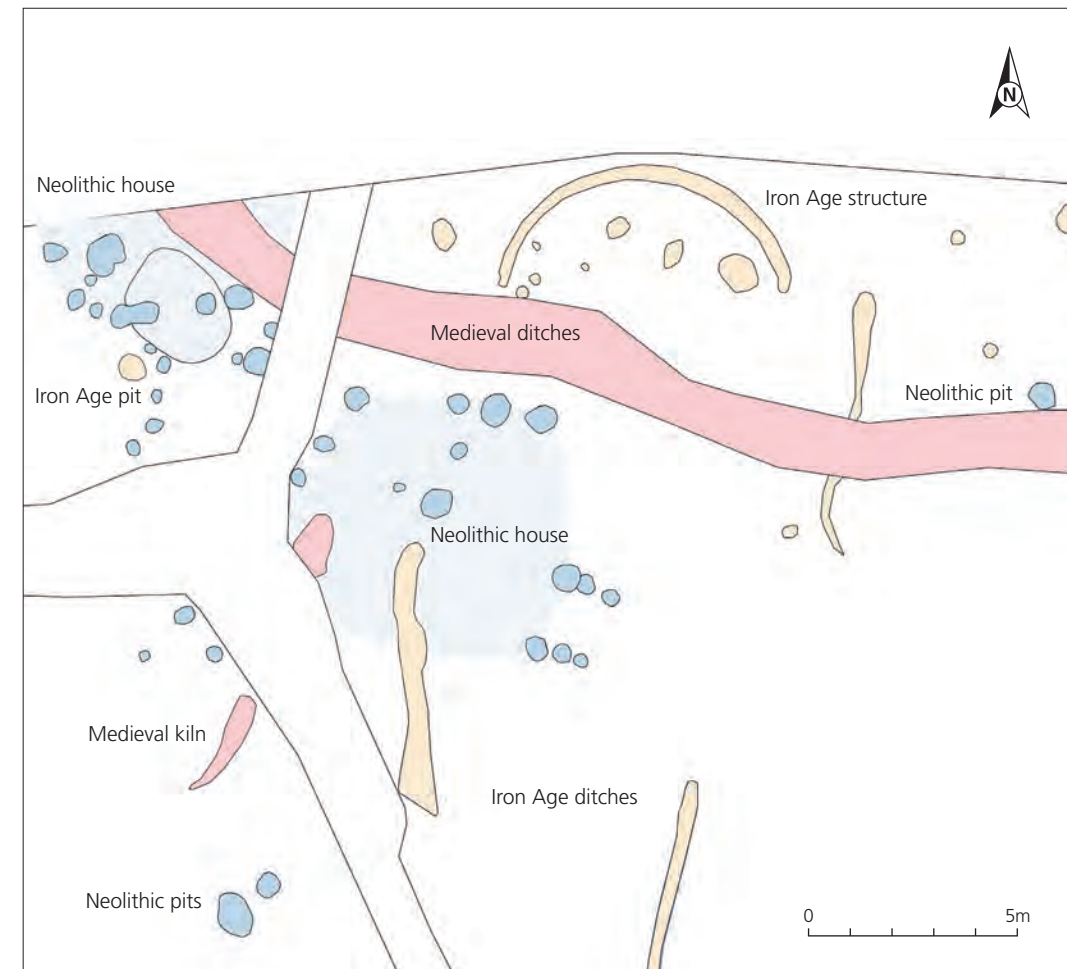 N
Neolithic house
Iron Age structure
Medieval ditches
Iron Age pit
Neolithic pit
Neolithic house
Medieval kiln
Iron Age ditches
Neolithic pits
0 5m